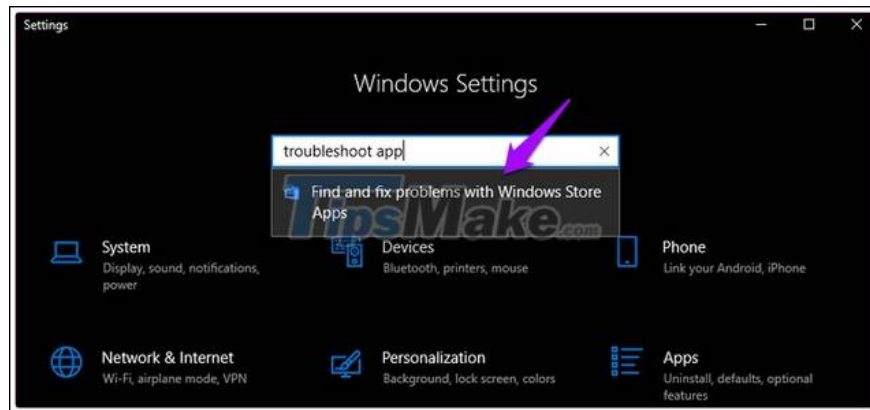 Settings
Windows Settings
troubleshoot app
Find and fix problems with Windows Store
Apps
TipsMake.com
System
Display, sound, notifications,
power
Devices
Bluetooth, printers, mouse
Phone
Link your Android, iPhone
Network & Internet
Wi-Fi, airplane mode, VPN
Personalization
Background, lock screen, colors
Apps
Uninstall, defaults, optional
features